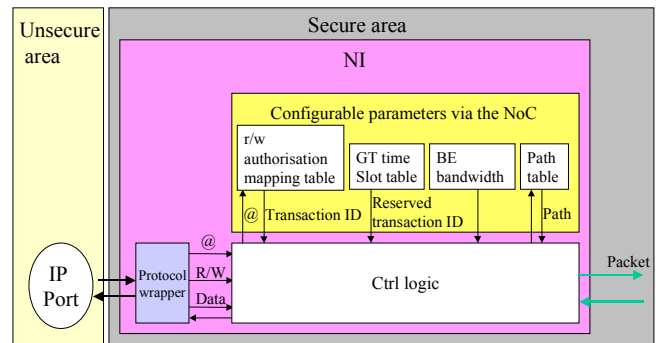 Unsecure
area
Secure area
NI
Configurable parameters via the NoC
r/w
authorisation
mapping table
GT time
Slot table
BE
bandwidth
Path
table
@
Transaction ID
Reserved
transaction ID
Path
IP
Port
Protocol
wrapper
@
R/W
Data
Ctrl logic
Packet